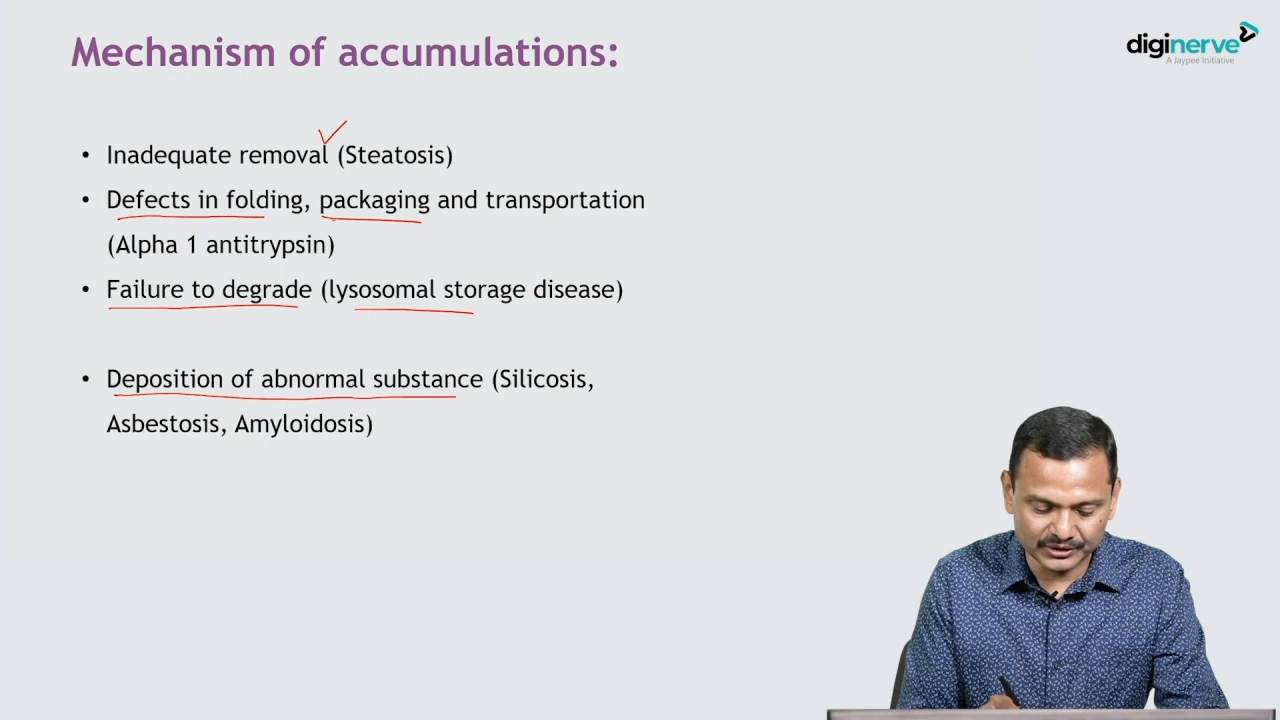 Mechanism of accumulations:
diginerve
A Jaypee Initiative
• Inadequate removal (Steatosis)
• Defects in folding, packaging and transportation
(Alpha 1 antitrypsin)
• Failure to degrade (lysosomal storage disease)
• Deposition of abnormal substance (Silicosis,
Asbestosis, Amyloidosis)